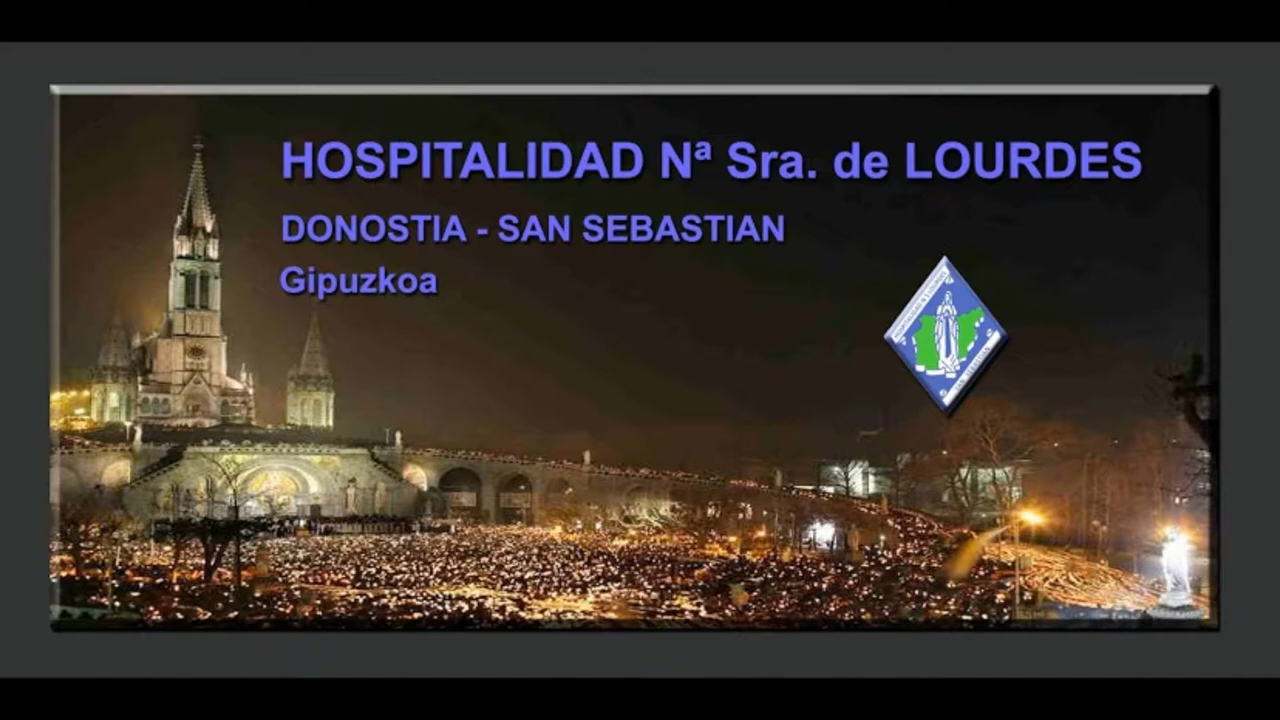 HOSPITALIDAD Nª Sra. de LOURDES
DONOSTIA - SAN SEBASTIAN
Gipuzkoa